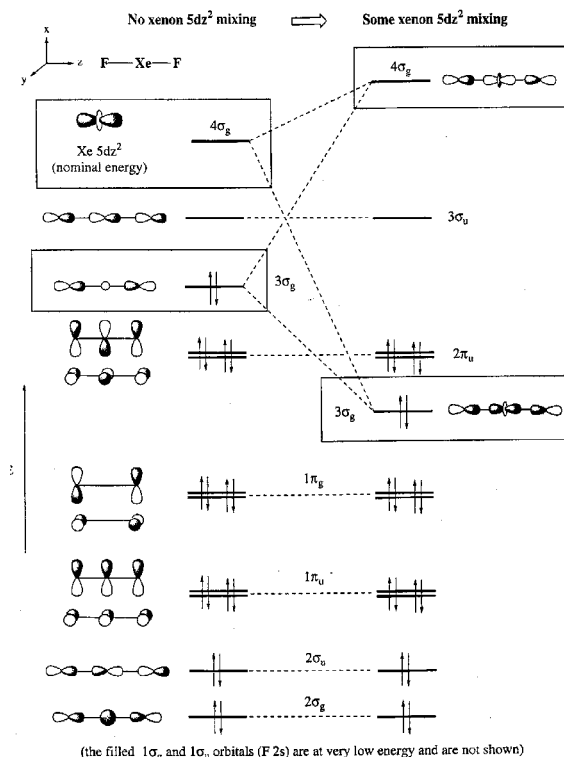 No xenon 5dz² mixing ⇨ Some xenon 5dz² mixing
x
y
z
F—Xe—F
4σg
4σg
Xe 5dz²
(nominal energy)
3σu
3σg
2πu
3σg
1πg
1πu
2σu
2σg
(the filled 1σg and 1σu orbitals (F 2s) are at very low energy and are not shown)